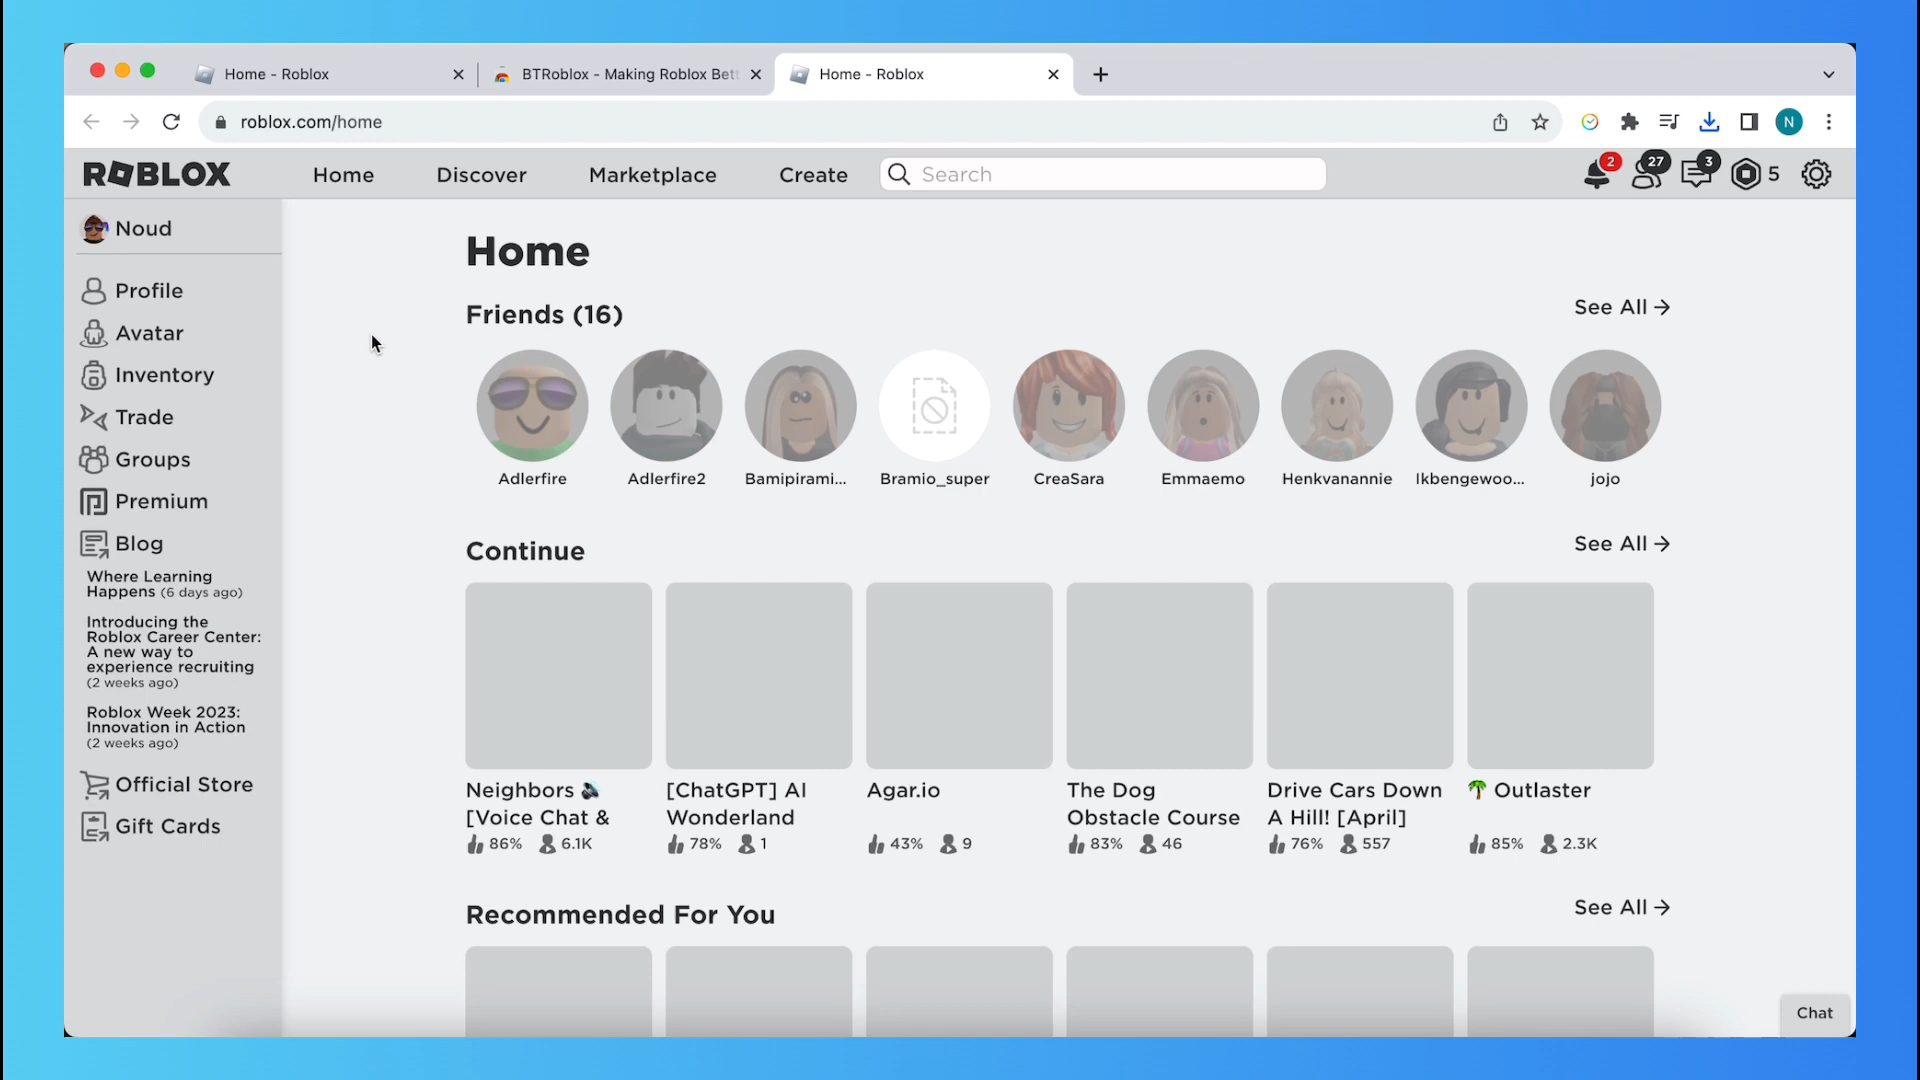 Home - Roblox
BTRoblox - Making Roblox Bett
Home - Roblox
roblox.com/home
N
ROBLOX
Home
Discover
Marketplace
Create
Search
2
27
3
5
Noud
Profile
Avatar
Inventory
Trade
Groups
Premium
Blog
Where Learning
Happens (6 days ago)
Introducing the
Roblox Career Center:
A new way to
experience recruiting
(2 weeks ago)
Roblox Week 2023:
Innovation in Action
(2 weeks ago)
Official Store
Gift Cards
Home
Friends (16)
See All →
Adlerfire
Adlerfire2
Bamipirami...
Bramio_super
CreaSara
Emmaemo
Henkvanannie
Ikbengewoo...
jojo
Continue
See All →
Neighbors 🔊
[Voice Chat &
86% 6.1K
[ChatGPT] AI
Wonderland
78% 1
Agar.io
43% 9
The Dog
Obstacle Course
83% 46
Drive Cars Down
A Hill! [April]
76% 557
🌴 Outlaster
85% 2.3K
Recommended For You
See All →
Chat